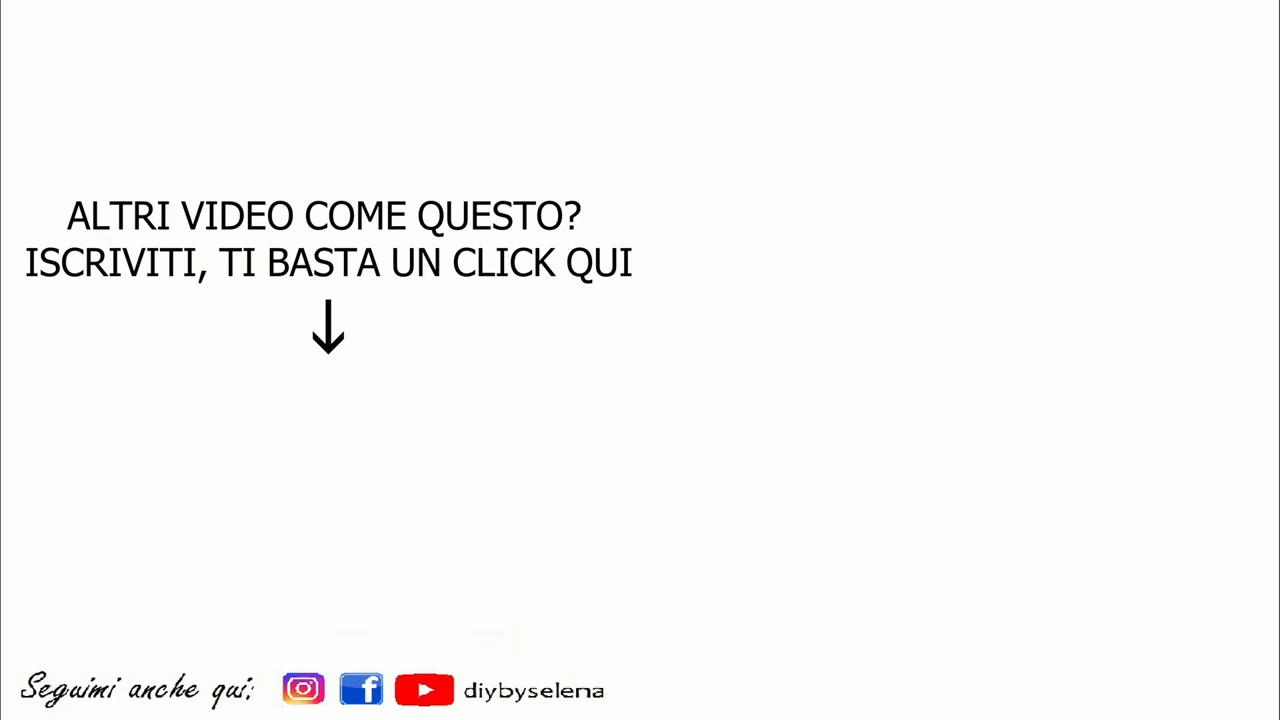 ALTRI VIDEO COME QUESTO?
ISCRIVITI, TI BASTA UN CLICK QUI
Seguimi anche qui: diybyselena